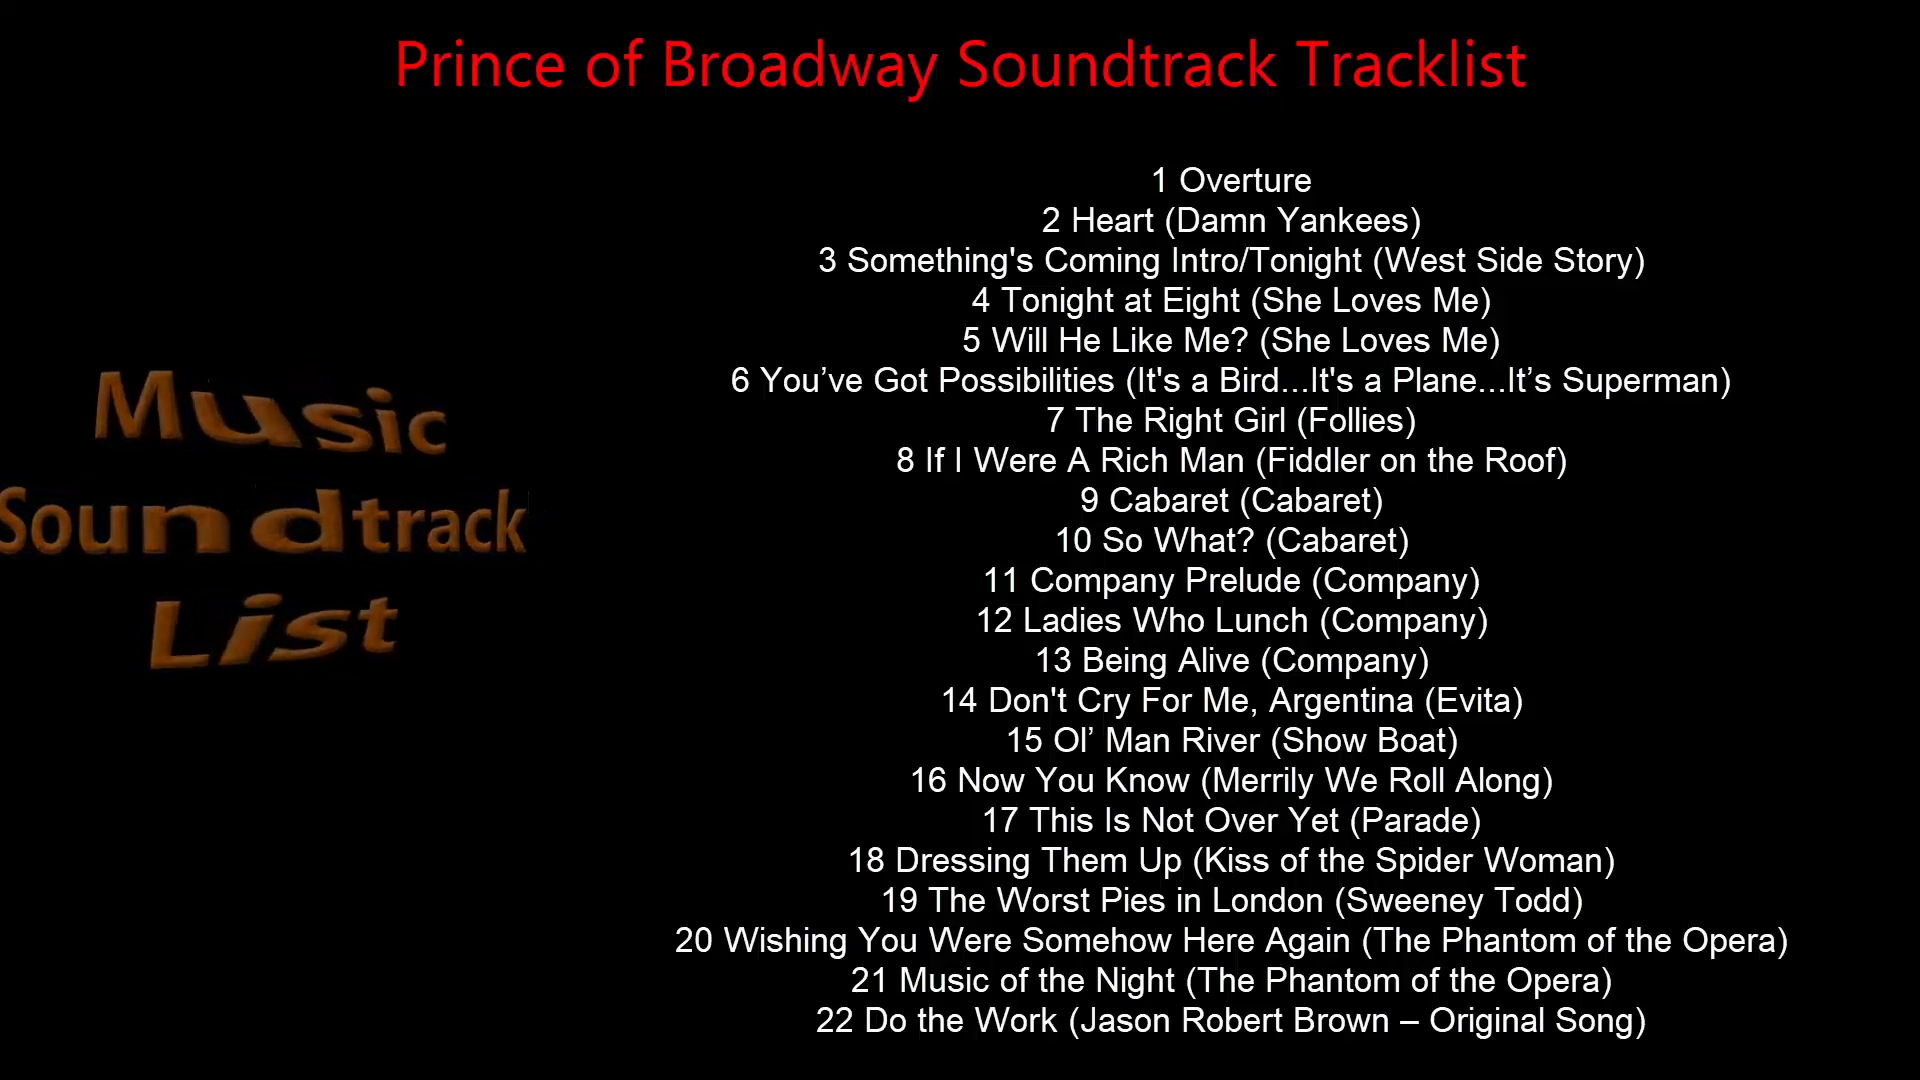 Prince of Broadway Soundtrack Tracklist
Music
Soundtrack
List
1 Overture
2 Heart (Damn Yankees)
3 Something's Coming Intro/Tonight (West Side Story)
4 Tonight at Eight (She Loves Me)
5 Will He Like Me? (She Loves Me)
6 You’ve Got Possibilities (It's a Bird...It's a Plane...It’s Superman)
7 The Right Girl (Follies)
8 If I Were A Rich Man (Fiddler on the Roof)
9 Cabaret (Cabaret)
10 So What? (Cabaret)
11 Company Prelude (Company)
12 Ladies Who Lunch (Company)
13 Being Alive (Company)
14 Don't Cry For Me, Argentina (Evita)
15 Ol’ Man River (Show Boat)
16 Now You Know (Merrily We Roll Along)
17 This Is Not Over Yet (Parade)
18 Dressing Them Up (Kiss of the Spider Woman)
19 The Worst Pies in London (Sweeney Todd)
20 Wishing You Were Somehow Here Again (The Phantom of the Opera)
21 Music of the Night (The Phantom of the Opera)
22 Do the Work (Jason Robert Brown – Original Song)